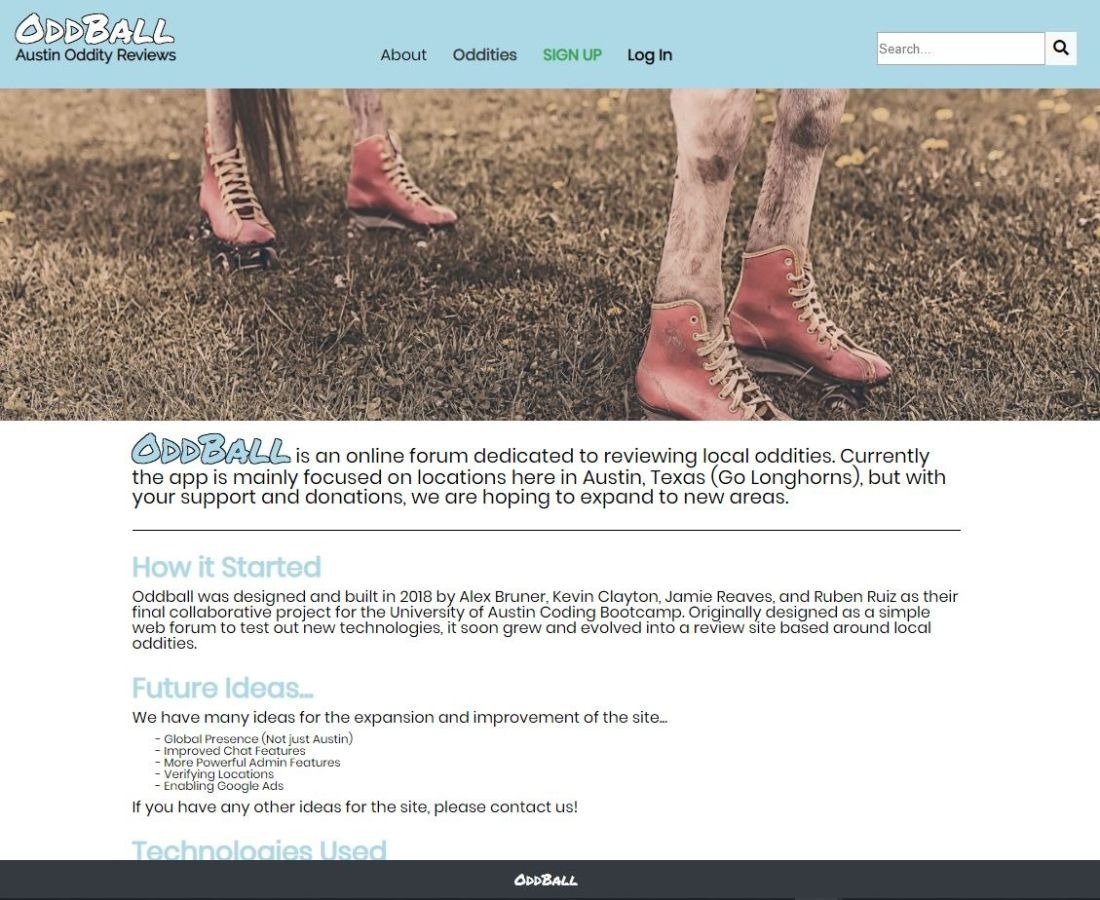 OddBall
Austin Oddity Reviews
About Oddities SIGN UP Log In
Search...
OddBall is an online forum dedicated to reviewing local oddities. Currently
the app is mainly focused on locations here in Austin, Texas (Go Longhorns), but with
your support and donations, we are hoping to expand to new areas.
How it Started
Oddball was designed and built in 2018 by Alex Bruner, Kevin Clayton, Jamie Reaves, and Ruben Ruiz as their
final collaborative project for the University of Austin Coding Bootcamp. Originally designed as a simple
web forum to test out new technologies, it soon grew and evolved into a review site based around local
oddities.
Future Ideas...
We have many ideas for the expansion and improvement of the site...
- Global Presence (Not just Austin)
- Improved Chat Features
- More Powerful Admin Features
- Verifying Locations
- Enabling Google Ads
If you have any other ideas for the site, please contact us!
Technologies Used
OddBall